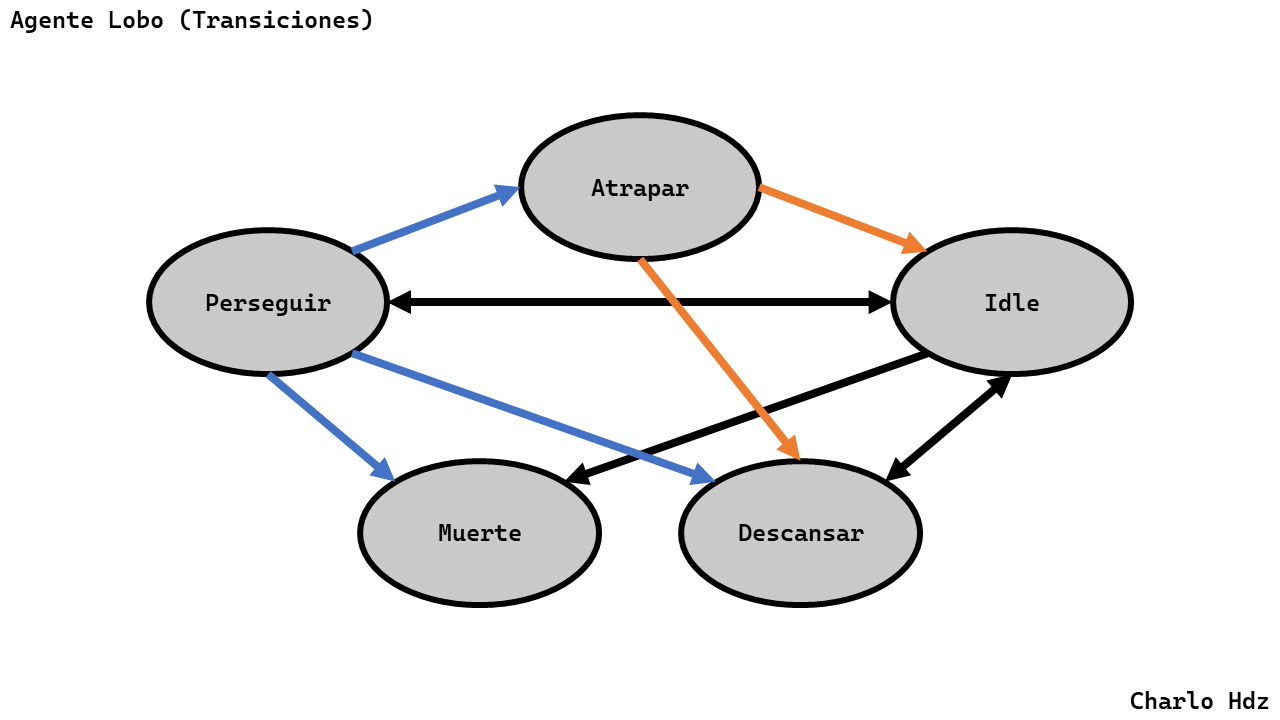 Agente Lobo (Transiciones)
Atrapar
Perseguir
Idle
Muerte
Descansar
Charlo Hdz